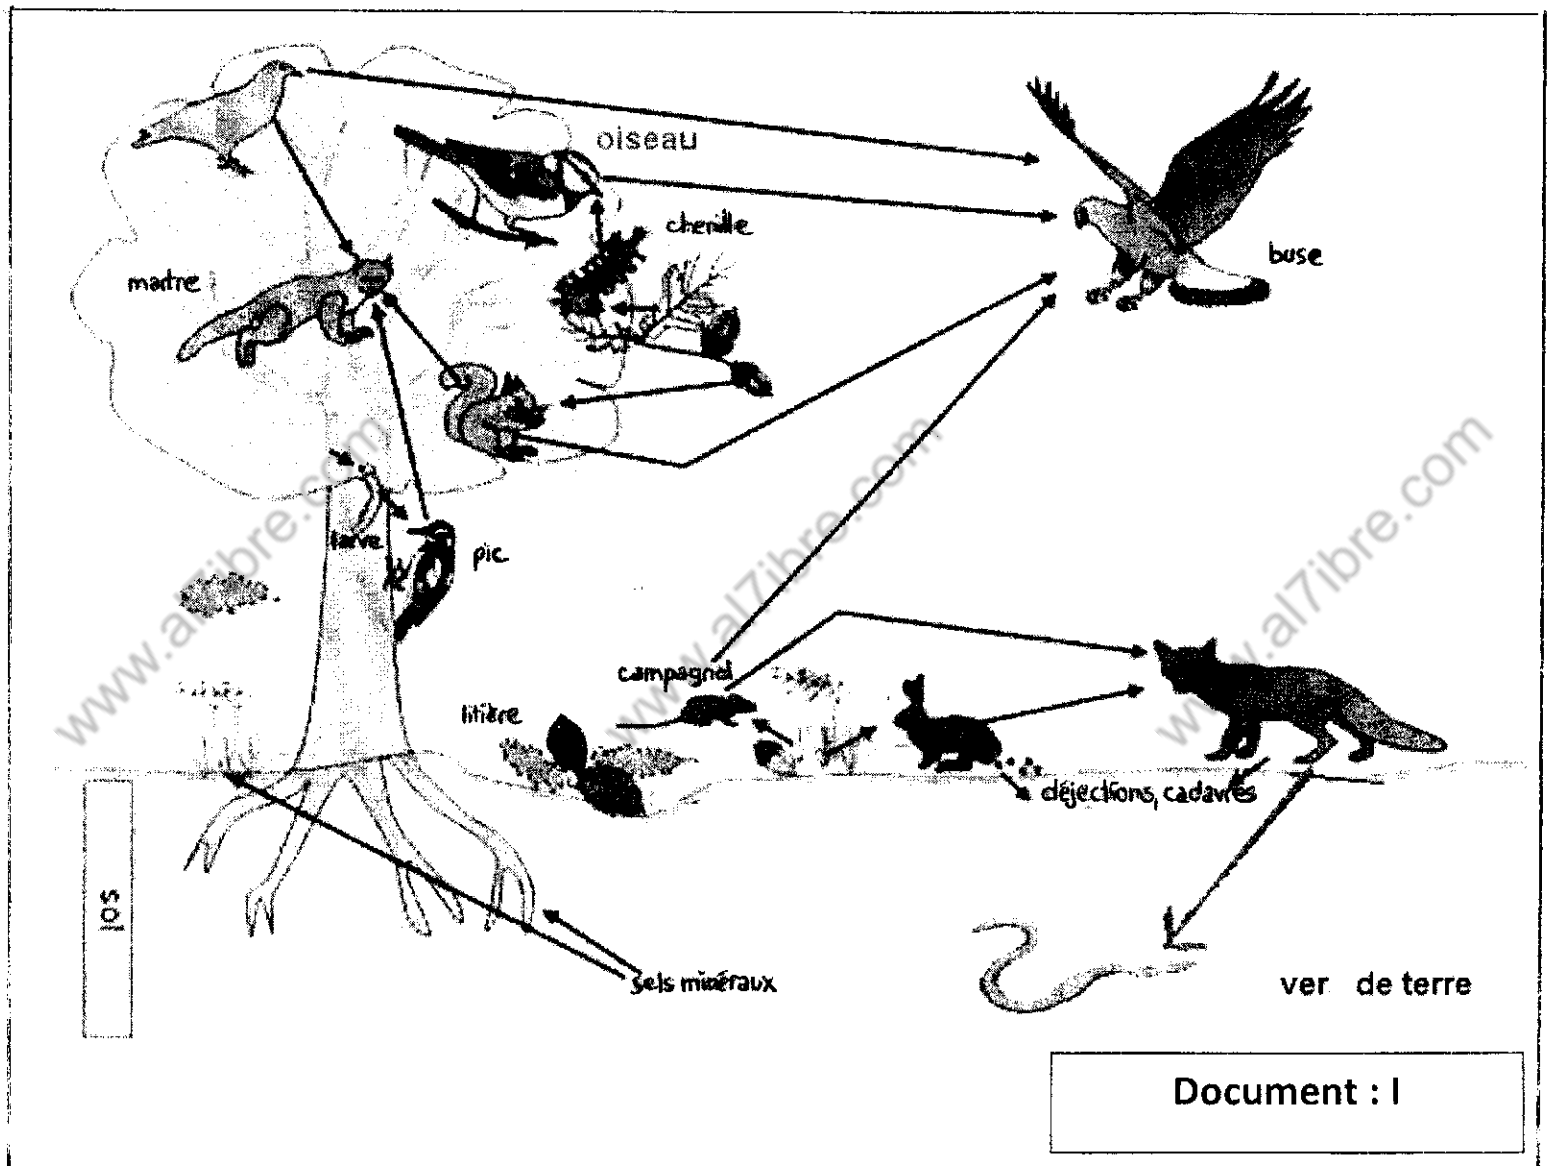 oiseau
chenille
buse
martre
larve
pic
campagnol
litière
déjections, cadavres
sol
sels minéraux
ver de terre
Document : I
www.al7ibre.com
www.al7ibre.com
www.al7ibre.com